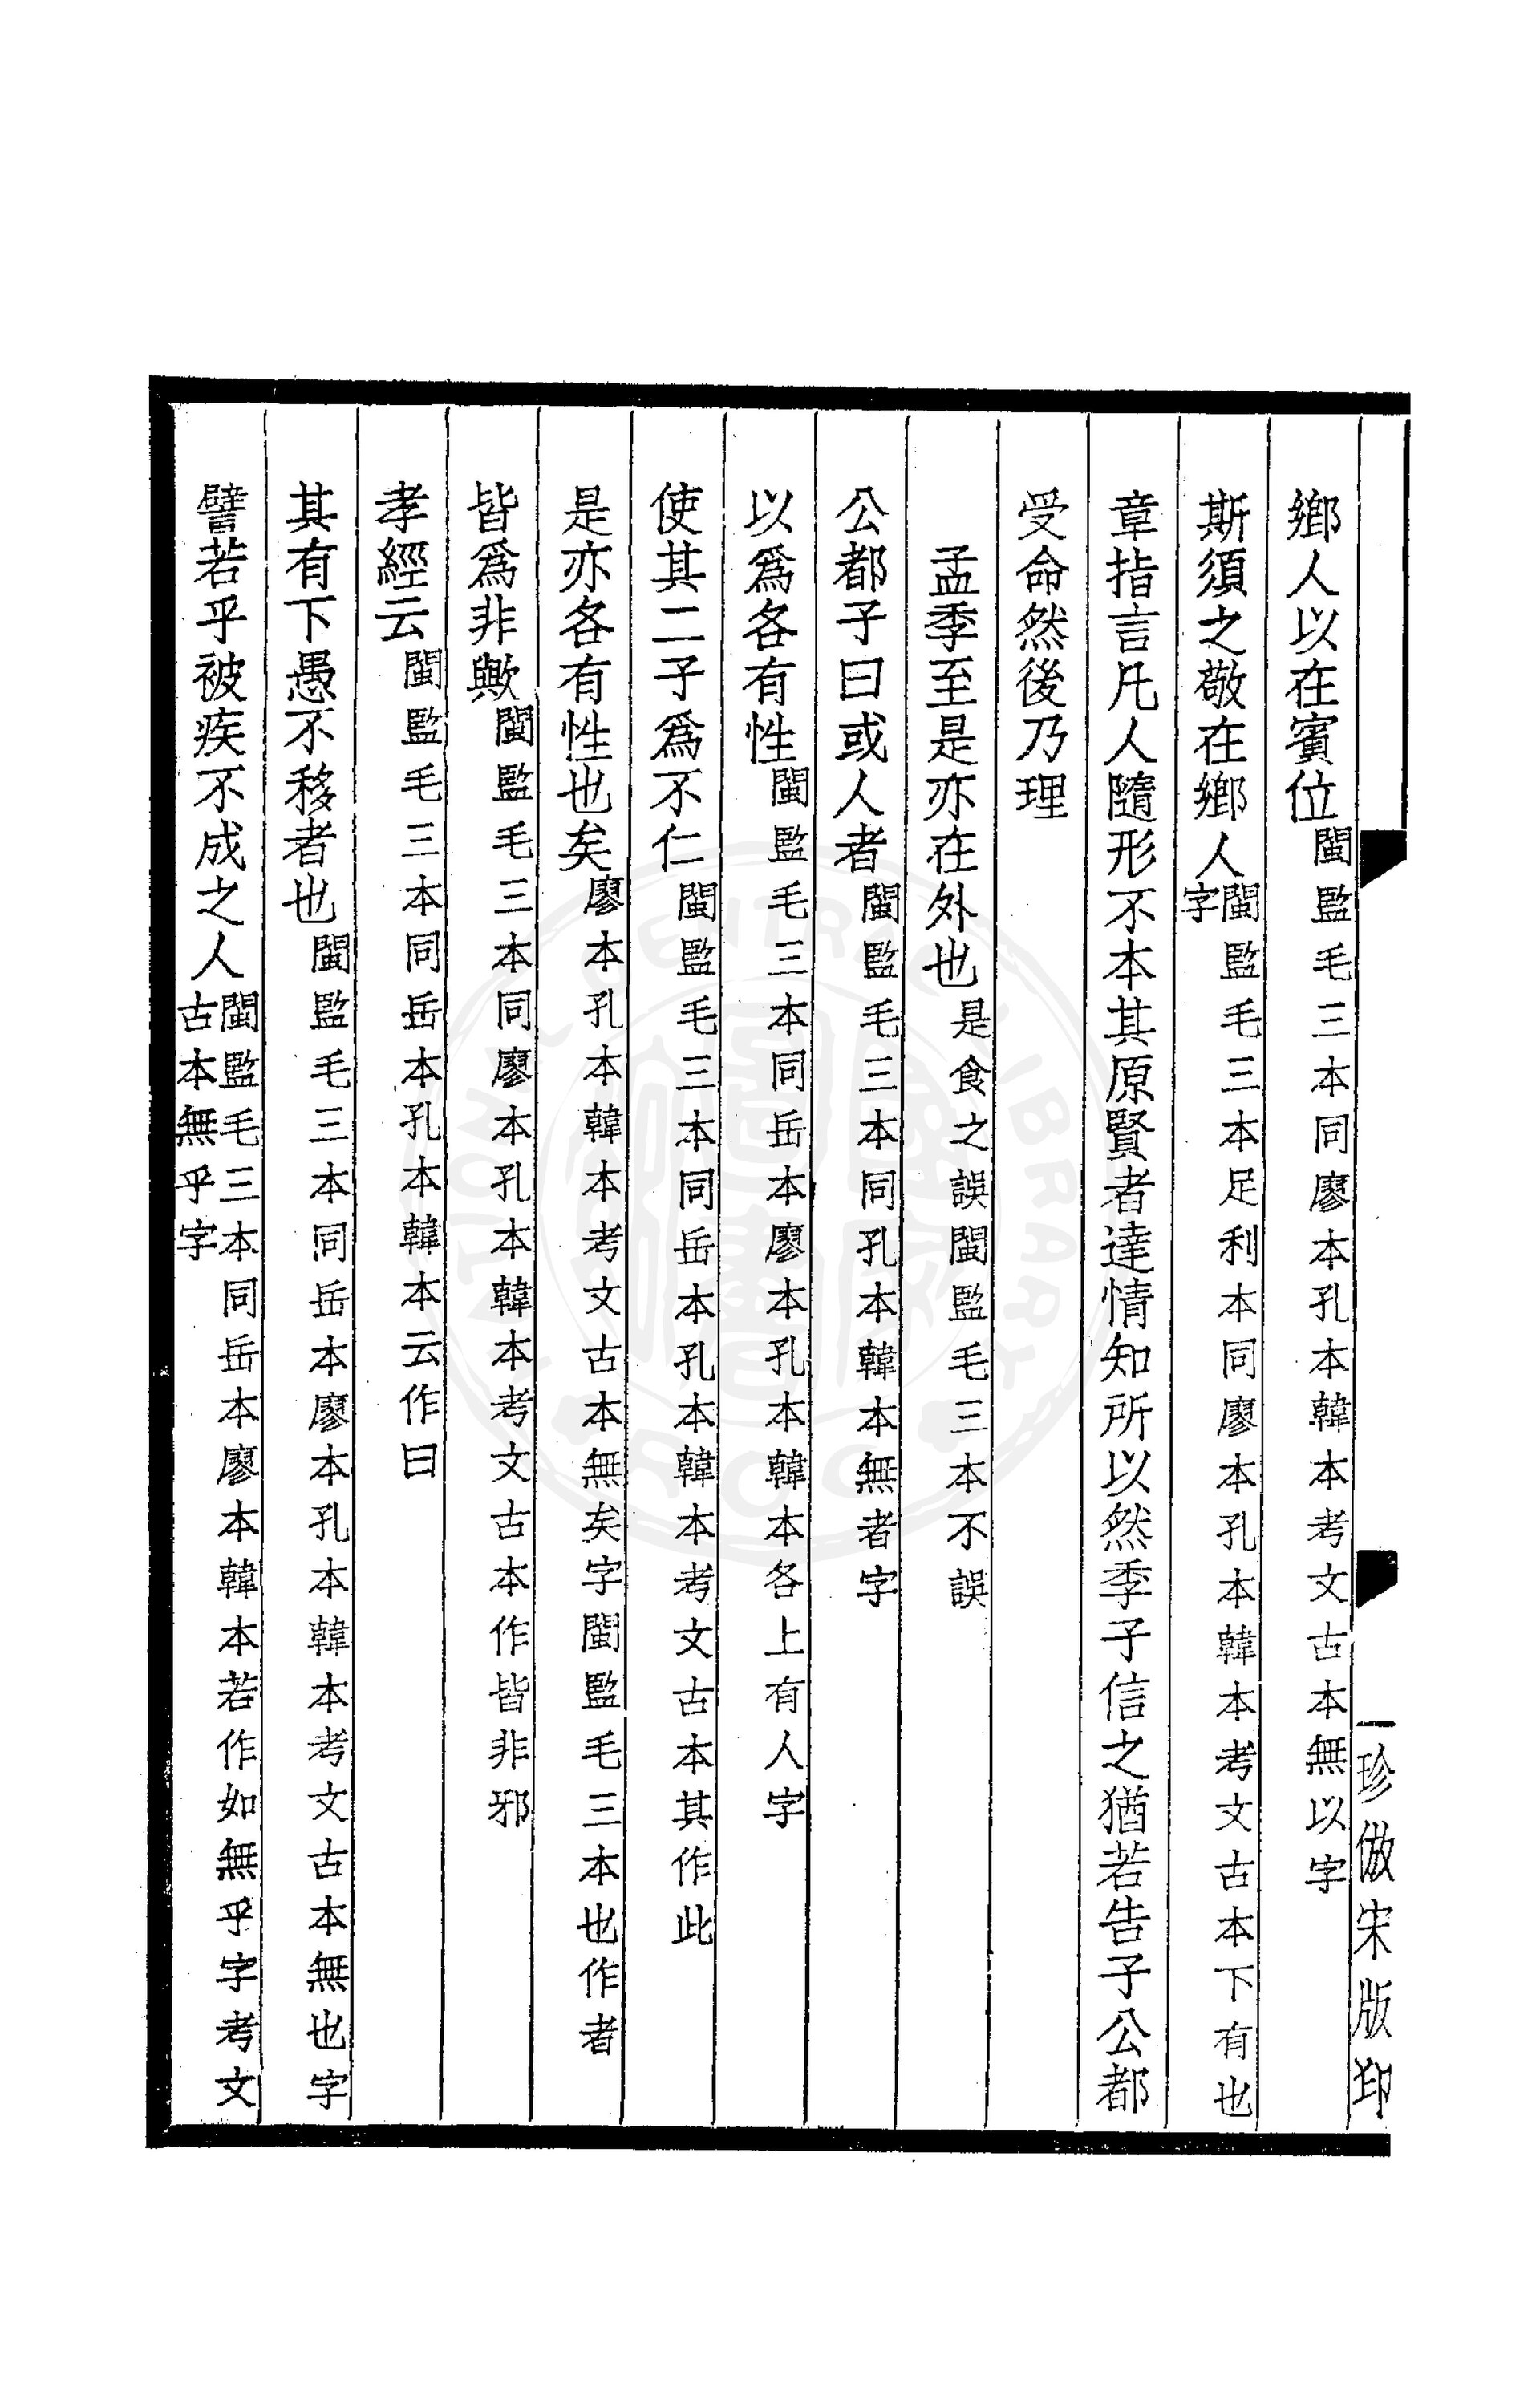 鄉人以在賓位閩監毛三本同廖本孔本韓本考文古本無以字
斯須之敬在鄉人閩監毛三本足利本同廖本孔本韓本考文古本下有也字
章指言凡人隨形不本其原賢者達情知所以然季子信之猶若告子公都
受命然後乃理
孟季至是亦在外也是食之誤閩監毛三本不誤
公都子曰或人者閩監毛三本同孔本韓本無者字
以爲各有性閩監毛三本同岳本廖本孔本韓本各上有人字
使其二子爲不仁閩監毛三本同岳本孔本韓本考文古本其作此
是亦各有性也矣廖本孔本韓本考文古本無矣字閩監毛三本也作者
皆爲非歟閩監毛三本同廖本孔本韓本考文古本作皆非邪
孝經云閩監毛三本同岳本孔本韓本云作曰
其有下愚不移者也閩監毛三本同岳本廖本孔本韓本考文古本無也字
譬若乎被疾不成之人閩監毛三本同岳本廖本韓本若作如無乎字考文古本無乎字
珍倣宋版印
NATIONAL CENTRAL LIBRARY
ROC